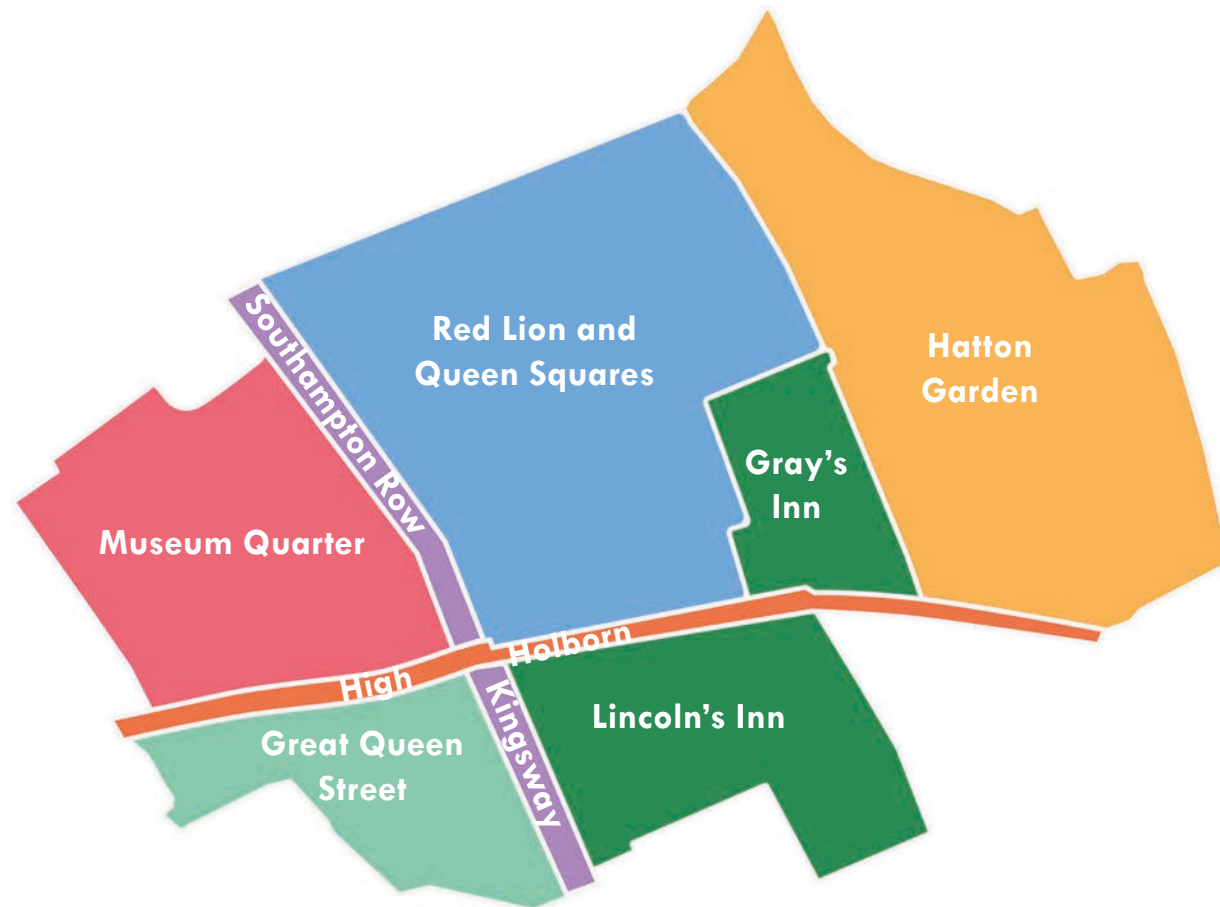 Southampton Row
Red Lion and
Queen Squares
Hatton
Garden
Gray's
Inn
Museum Quarter
High Holborn
Kingsway
Lincoln's Inn
Great Queen
Street